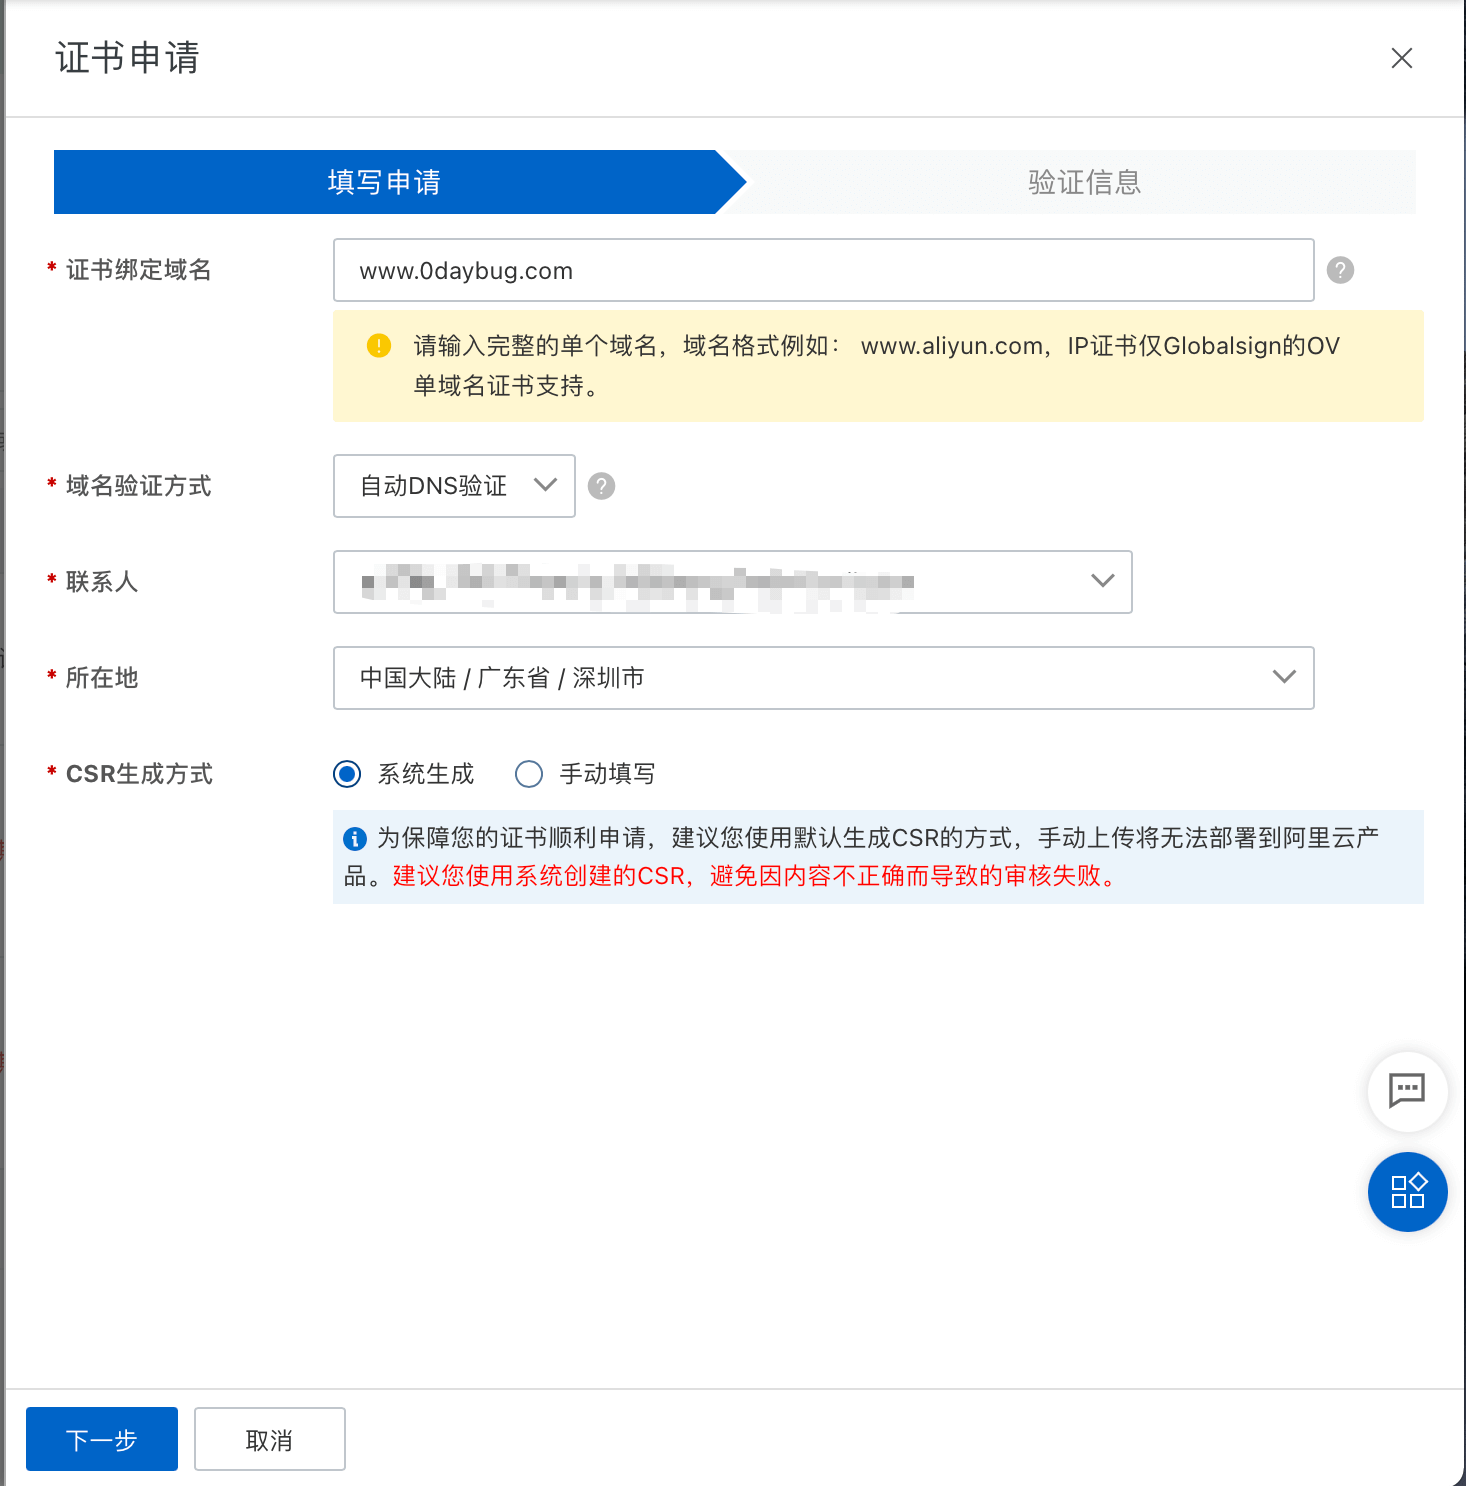 证书申请
填写申请
验证信息
* 证书绑定域名
www.0daybug.com
请输入完整的单个域名，域名格式例如： www.aliyun.com，IP证书仅Globalsign的OV
单域名证书支持。
* 域名验证方式
自动DNS验证
* 联系人
* 所在地
中国大陆 / 广东省 / 深圳市
* CSR生成方式
系统生成
手动填写
为保障您的证书顺利申请，建议您使用默认生成CSR的方式，手动上传将无法部署到阿里云产
品。建议您使用系统创建的CSR，避免因内容不正确而导致的审核失败。
下一步
取消